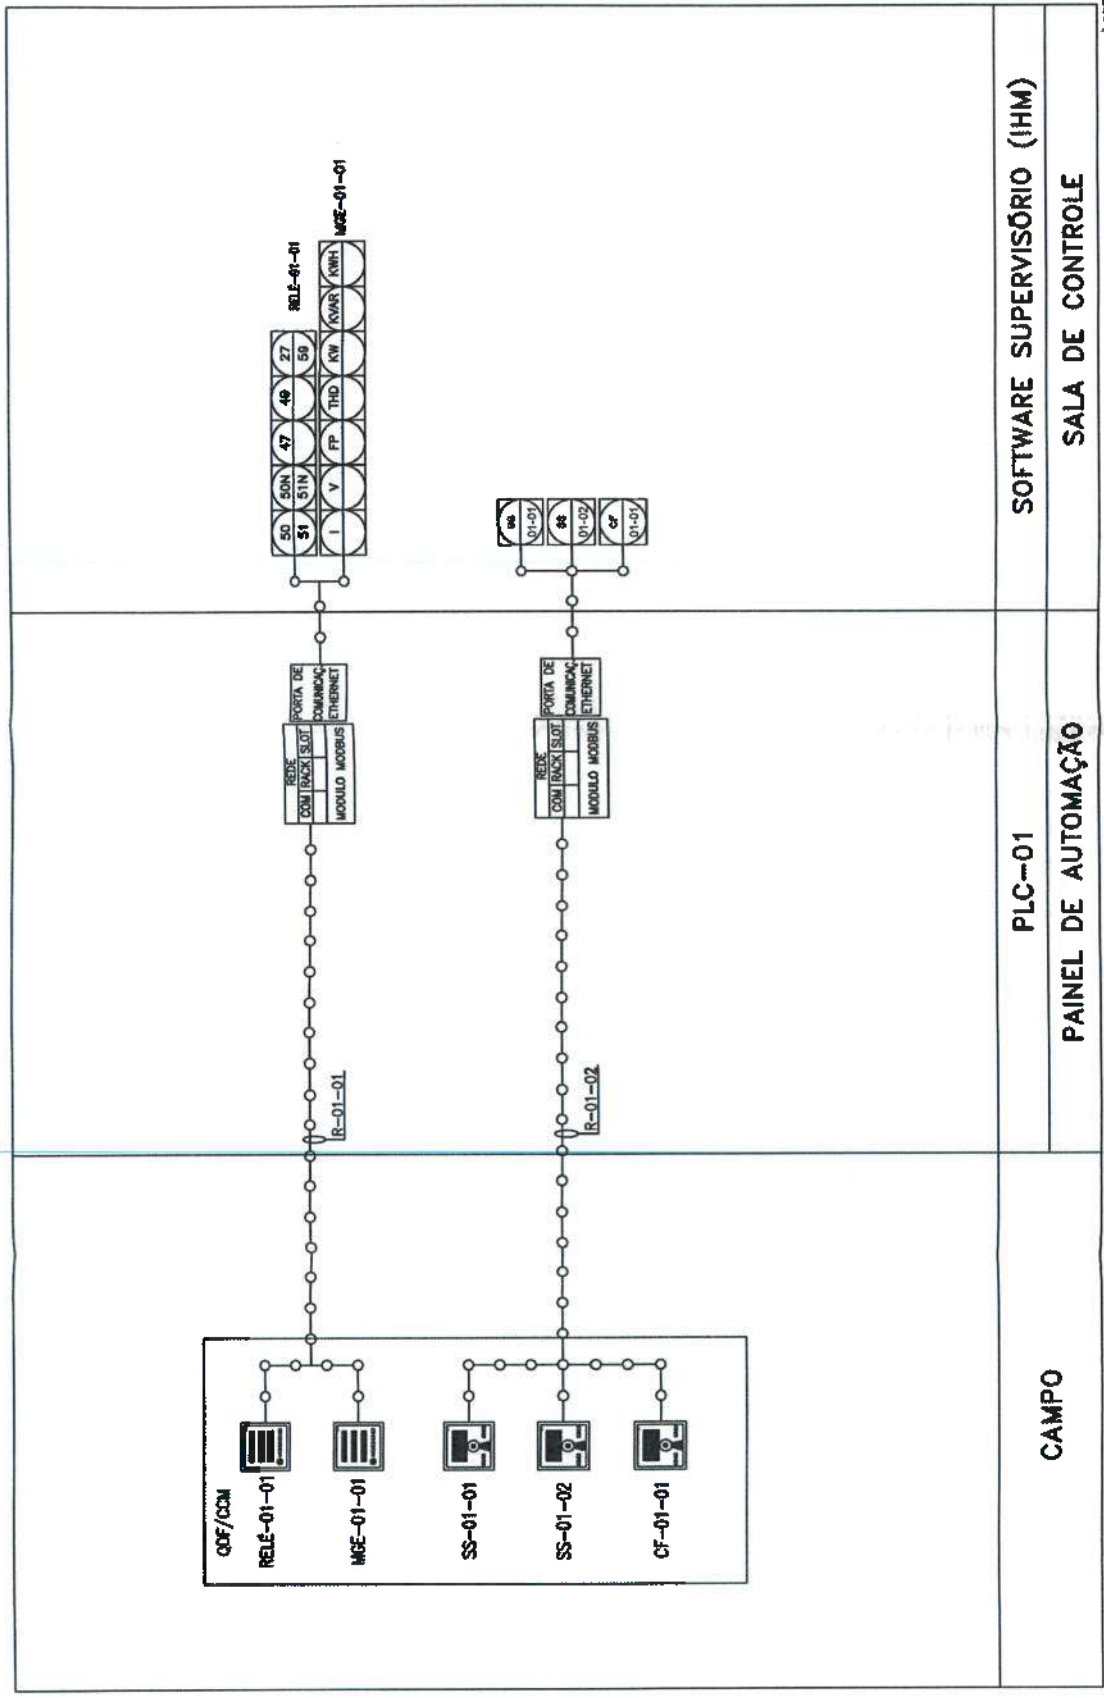 QDF/CCM
RELÉ-01-01
MGE-01-01
SS-01-01
SS-01-02
CF-01-01
R-01-01
R-01-02
REDE
COM RACK SLOT
MODULO MODBUS
PORTA DE
COMUNICAÇ.
ETHERNET
REDE
COM RACK SLOT
MODULO MODBUS
PORTA DE
COMUNICAÇ.
ETHERNET
50 50N 47 27
51 51N 59
RELÉ-01-01
I V FP THD KW KVAR KWH
MGE-01-01
01-01
SS
01-02
CF
01-01
CAMPO
PLC-01
PAINEL DE AUTOMAÇÃO
SOFTWARE SUPERVISÓRIO (IHM)
SALA DE CONTROLE